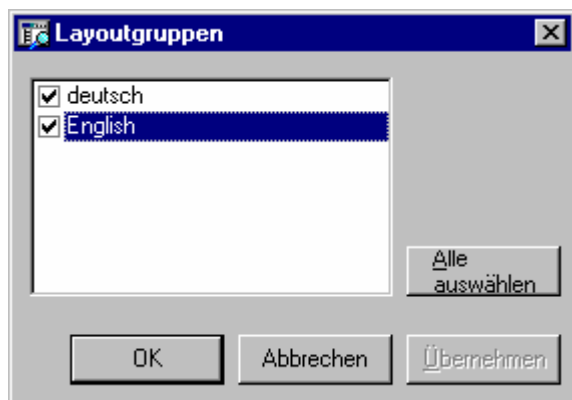 Layoutgruppen
deutsch
English
Alle
auswählen
OK
Abbrechen
Übernehmen